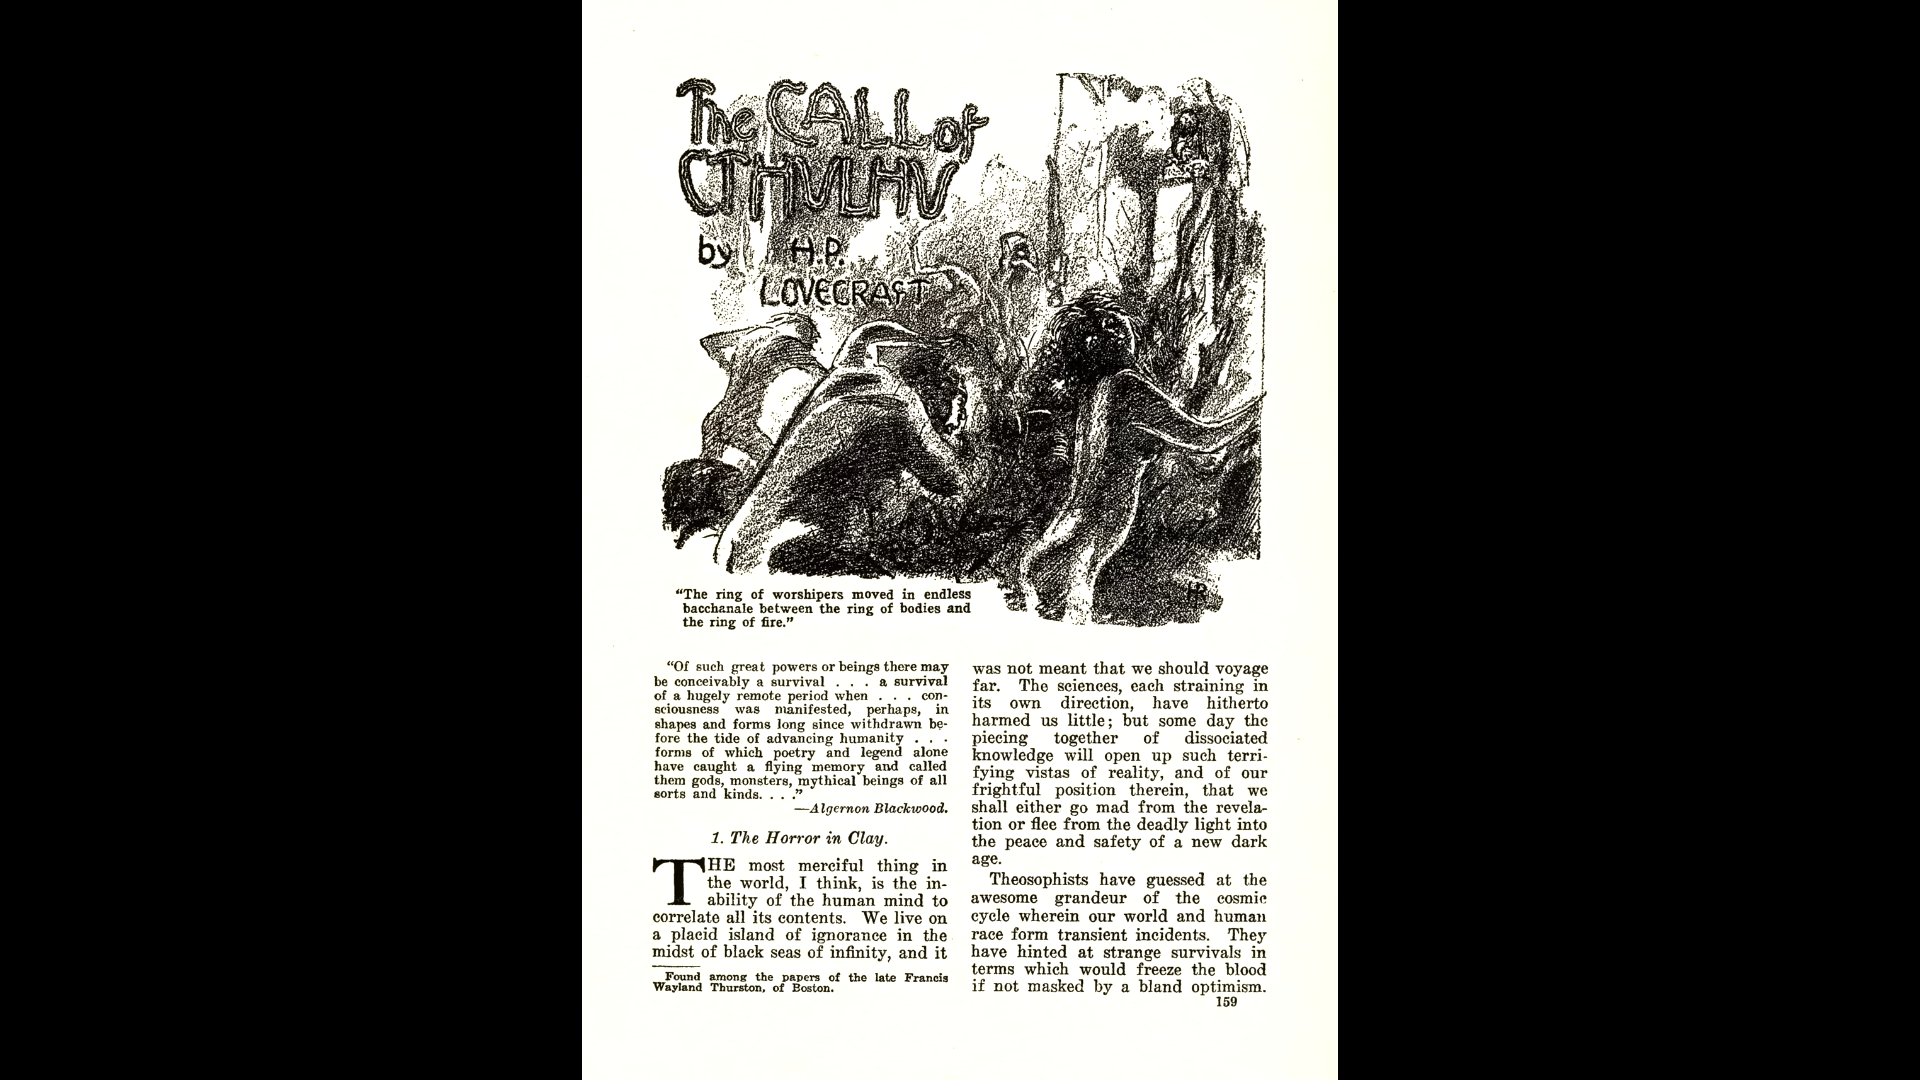 The CALL of
CTHVLHV
by H.P.
LOVECRAFT
"The ring of worshipers moved in endless
bacchanale between the ring of bodies and
the ring of fire."
HR
"Of such great powers or beings there may
be conceivably a survival . . . a survival
of a hugely remote period when . . . con-
sciousness was manifested, perhaps, in
shapes and forms long since withdrawn be-
fore the tide of advancing humanity . . .
forms of which poetry and legend alone
have caught a flying memory and called
them gods, monsters, mythical beings of all
sorts and kinds. . . ."
—Algernon Blackwood.
1. The Horror in Clay.
THE most merciful thing in
the world, I think, is the in-
ability of the human mind to
correlate all its contents. We live on
a placid island of ignorance in the
midst of black seas of infinity, and it
Found among the papers of the late Francis
Wayland Thurston, of Boston.
was not meant that we should voyage
far. The sciences, each straining in
its own direction, have hitherto
harmed us little; but some day the
piecing together of dissociated
knowledge will open up such terri-
fying vistas of reality, and of our
frightful position therein, that we
shall either go mad from the revela-
tion or flee from the deadly light into
the peace and safety of a new dark
age.
Theosophists have guessed at the
awesome grandeur of the cosmic
cycle wherein our world and human
race form transient incidents. They
have hinted at strange survivals in
terms which would freeze the blood
if not masked by a bland optimism.
159